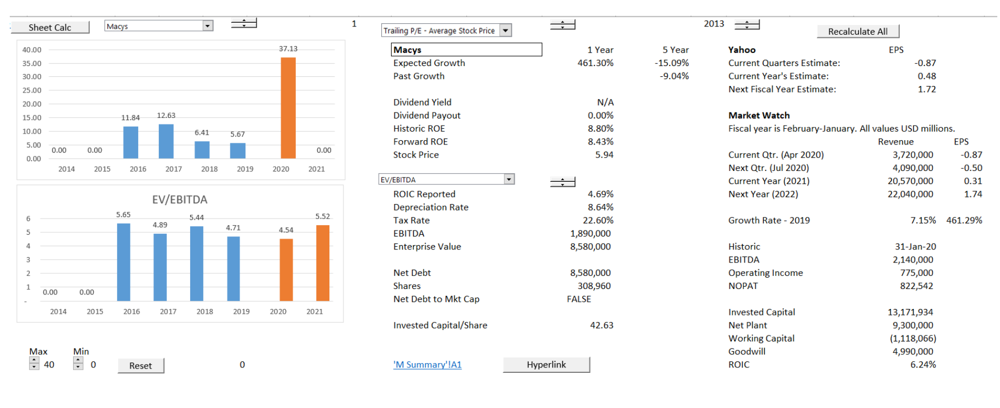 Sheet Calc
Macys
1
40.00
35.00
30.00
25.00
20.00
15.00
10.00
5.00
0.00
0.00 0.00 11.84 12.63 6.41 5.67 37.13 0.00
2014 2015 2016 2017 2018 2019 2020 2021
EV/EBITDA
6
5
4
3
2
1
-
0.00 0.00 5.65 4.89 5.44 4.71 4.54 5.52
2014 2015 2016 2017 2018 2019 2020 2021
Max Min
40 0 Reset 0
Trailing P/E - Average Stock Price
Macys 1 Year 5 Year
Expected Growth 461.30% -15.09%
Past Growth -9.04%
Dividend Yield N/A
Dividend Payout 0.00%
Historic ROE 8.80%
Forward ROE 8.43%
Stock Price 5.94
EV/EBITDA
ROIC Reported 4.69%
Depreciation Rate 8.64%
Tax Rate 22.60%
EBITDA 1,890,000
Enterprise Value 8,580,000
Net Debt 8,580,000
Shares 308,960
Net Debt to Mkt Cap FALSE
Invested Capital/Share 42.63
'M Summary'!A1 Hyperlink
2013
Recalculate All
Yahoo EPS
Current Quarters Estimate: -0.87
Current Year's Estimate: 0.48
Next Fiscal Year Estimate: 1.72
Market Watch
Fiscal year is February-January. All values USD millions.
Revenue EPS
Current Qtr. (Apr 2020) 3,720,000 -0.87
Next Qtr. (Jul 2020) 4,090,000 -0.50
Current Year (2021) 20,570,000 0.31
Next Year (2022) 22,040,000 1.74
Growth Rate - 2019 7.15% 461.29%
Historic 31-Jan-20
EBITDA 2,140,000
Operating Income 775,000
NOPAT 822,542
Invested Capital 13,171,934
Net Plant 9,300,000
Working Capital (1,118,066)
Goodwill 4,990,000
ROIC 6.24%